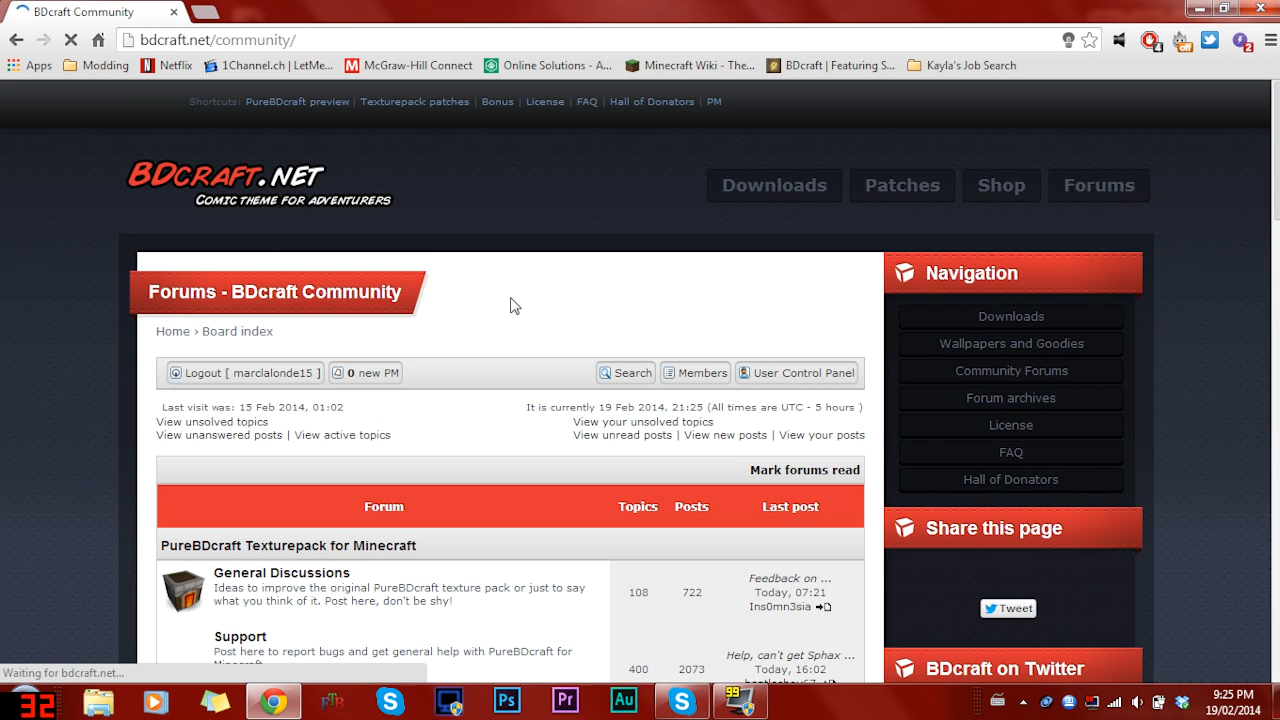 BDcraft Community
bdcraft.net/community/
4
off
2
Apps Modding Netflix 1Channel.ch | LetMe... McGraw-Hill Connect Online Solutions - A... Minecraft Wiki - The... BDcraft | Featuring S... Kayla's Job Search
Shortcuts: PureBDcraft preview | Texturepack patches | Bonus | License | FAQ | Hall of Donators | PM
BDcraft.net
Comic theme for adventurers
Downloads Patches Shop Forums
Forums - BDcraft Community
Home › Board index
Logout [ marclalonde15 ] 0 new PM Search Members User Control Panel
Last visit was: 15 Feb 2014, 01:02 It is currently 19 Feb 2014, 21:25 (All times are UTC - 5 hours )
View unsolved topics View your unsolved topics
View unanswered posts | View active topics View unread posts | View new posts | View your posts
Mark forums read
Forum Topics Posts Last post
PureBDcraft Texturepack for Minecraft
General Discussions
Ideas to improve the original PureBDcraft texture pack or just to say
what you think of it. Post here, don't be shy!
108 722
Feedback on ...
Today, 07:21
Ins0mn3sia
Support
Post here to report bugs and get general help with PureBDcraft for
400 2073
Help, can't get Sphax ...
Today, 16:02
Navigation
Downloads
Wallpapers and Goodies
Community Forums
Forum archives
License
FAQ
Hall of Donators
Share this page
Tweet
BDcraft on Twitter
Waiting for bdcraft.net...
32
FTB
Ps
Pr
Au
99
9:25 PM
19/02/2014